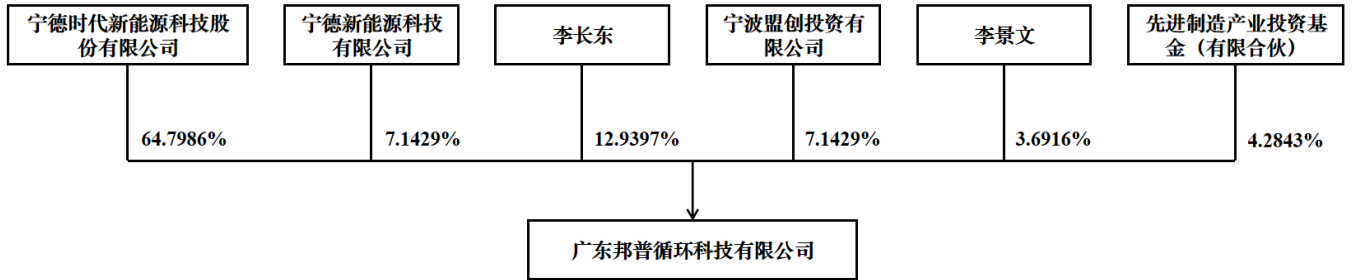 宁德时代新能源科技股
份有限公司
宁德新能源科技
有限公司
李长东
宁波盟创投资有
限公司
李景文
先进制造产业投资基
金（有限合伙）
64.7986%
7.1429%
12.9397%
7.1429%
3.6916%
4.2843%
广东邦普循环科技有限公司